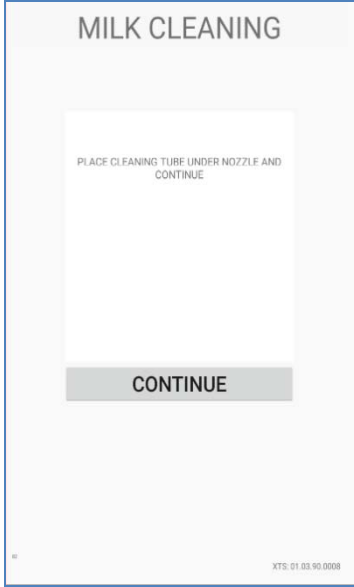 MILK CLEANING
PLACE CLEANING TUBE UNDER NOZZLE AND
CONTINUE
CONTINUE
XTS: 01.03.90.0008